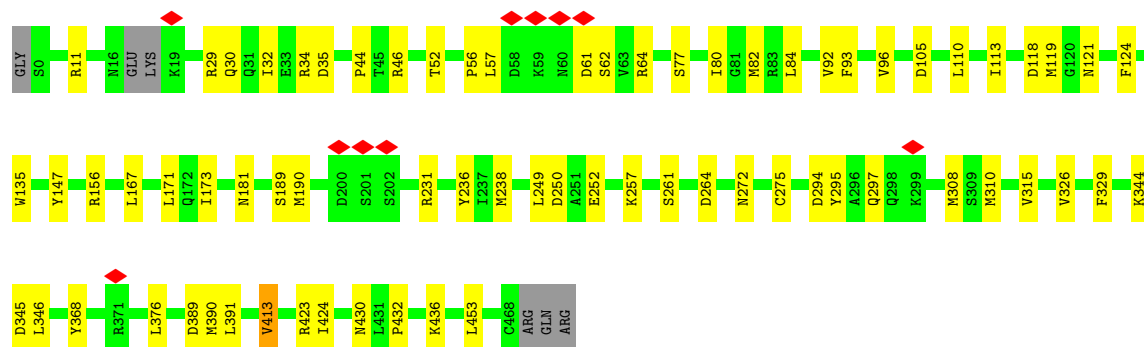 GLY S0 R11 N16 GLU LYS K19 R29 Q30 Q31 I32 E33 R34 D35 P44 T45 R46 T52 P56 L57 D58 K59 N60 D61 S62 V63 R64 S77 I80 G81 M82 R83 L84 V92 F93 V96 D105 L110 I113 D118 M119 G120 N121 F124
W135 Y147 R156 L167 L171 Q172 I173 N181 S189 M190 D200 S201 S202 R231 Y236 I237 M238 L249 D250 A251 E252 K257 S261 D264 N272 C275 D294 Y295 A296 Q297 Q298 K299 M308 S309 M310 V315 V326 F329 K344
D345 L346 Y368 R371 L376 D389 M390 L391 V413 R423 I424 N430 L431 P432 K436 L453 C468 ARG GLN ARG